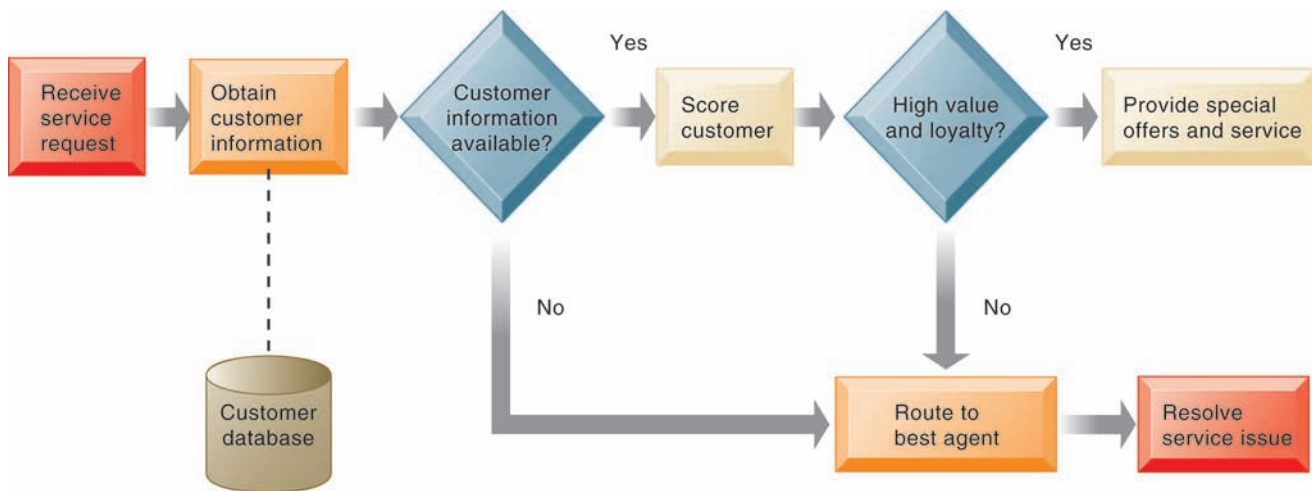 Receive
service
request
Obtain
customer
information
Customer
information
available?
Yes
Score
customer
High value
and loyalty?
Yes
Provide special
offers and service
No
No
Customer
database
Route to
best agent
Resolve
service issue